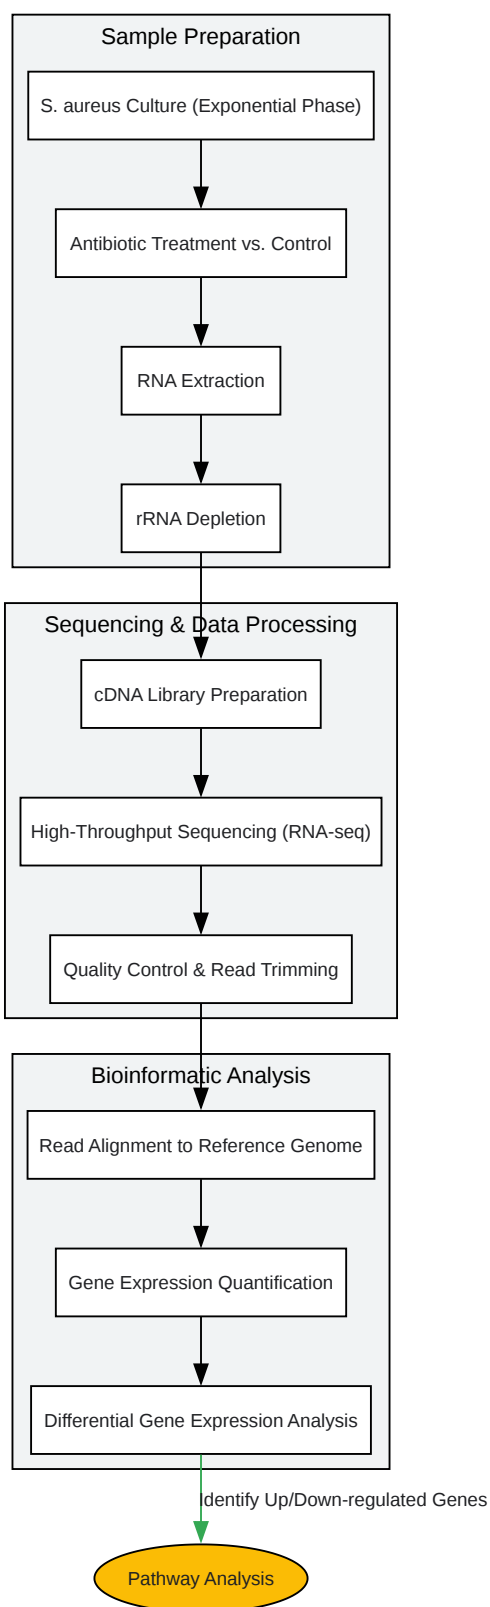 Sample Preparation
S. aureus Culture (Exponential Phase)
Antibiotic Treatment vs. Control
RNA Extraction
rRNA Depletion
Sequencing & Data Processing
cDNA Library Preparation
High-Throughput Sequencing (RNA-seq)
Quality Control & Read Trimming
Bioinformatic Analysis
Read Alignment to Reference Genome
Gene Expression Quantification
Differential Gene Expression Analysis
Identify Up/Down-regulated Genes
Pathway Analysis